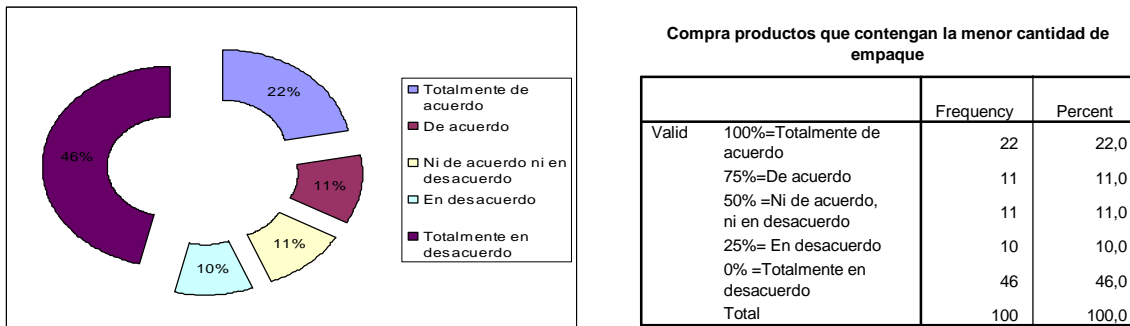 22%
11%
11%
10%
46%
Totalmente de
acuerdo
De acuerdo
Ni de acuerdo ni en
desacuerdo
En desacuerdo
Totalmente en
desacuerdo
Compra productos que contengan la menor cantidad de
empaque
Frequency Percent
Valid 100%=Totalmente de
acuerdo 22 22,0
75%=De acuerdo 11 11,0
50% =Ni de acuerdo,
ni en desacuerdo 11 11,0
25%= En desacuerdo 10 10,0
0% =Totalmente en
desacuerdo 46 46,0
Total 100 100,0